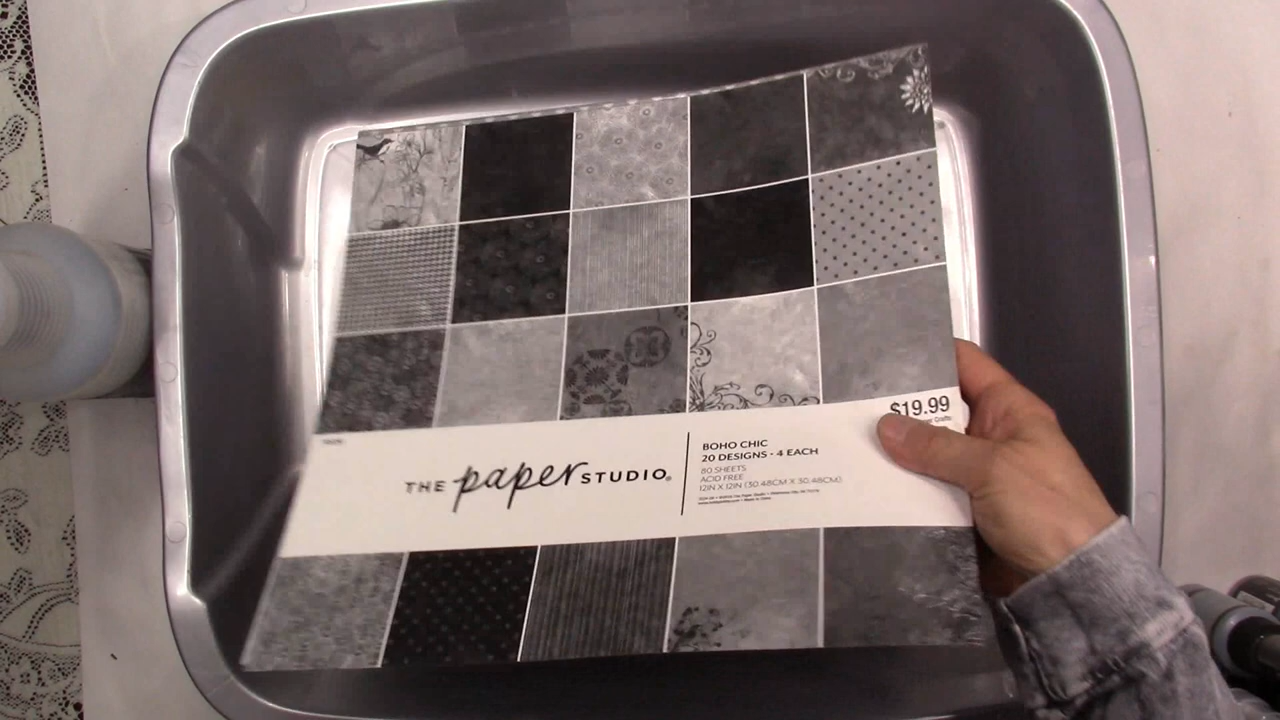 $19.99
THE paper STUDIO®
BOHO CHIC
20 DESIGNS - 4 EACH
80 SHEETS
ACID FREE
12IN X 12IN (30.48CM X 30.48CM)